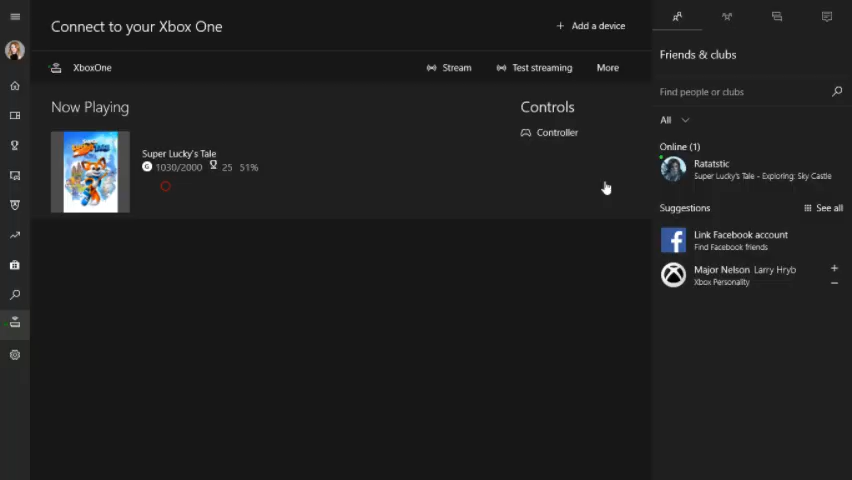 Connect to your Xbox One
+ Add a device
XboxOne
Stream
Test streaming
More
Now Playing
Controls
Super Lucky's Tale
G 1030/2000 25 51%
Controller
Friends & clubs
Find people or clubs
All
Online (1)
Ratatstic
Super Lucky's Tale - Exploring: Sky Castle
Suggestions
See all
Link Facebook account
Find Facebook friends
Major Nelson Larry Hryb
Xbox Personality